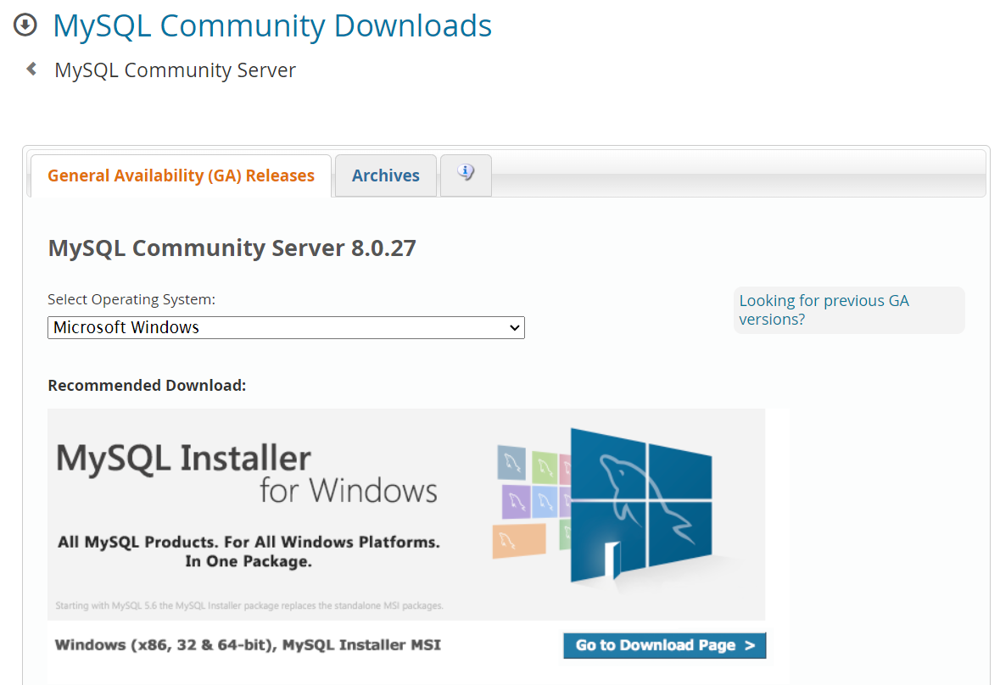 MySQL Community Downloads
MySQL Community Server
General Availability (GA) Releases
Archives
MySQL Community Server 8.0.27
Select Operating System:
Microsoft Windows
Looking for previous GA
versions?
Recommended Download:
MySQL Installer
for Windows
All MySQL Products. For All Windows Platforms.
In One Package.
Starting with MySQL 5.6 the MySQL Installer package replaces the standalone MSI packages.
Windows (x86, 32 & 64-bit), MySQL Installer MSI
Go to Download Page >